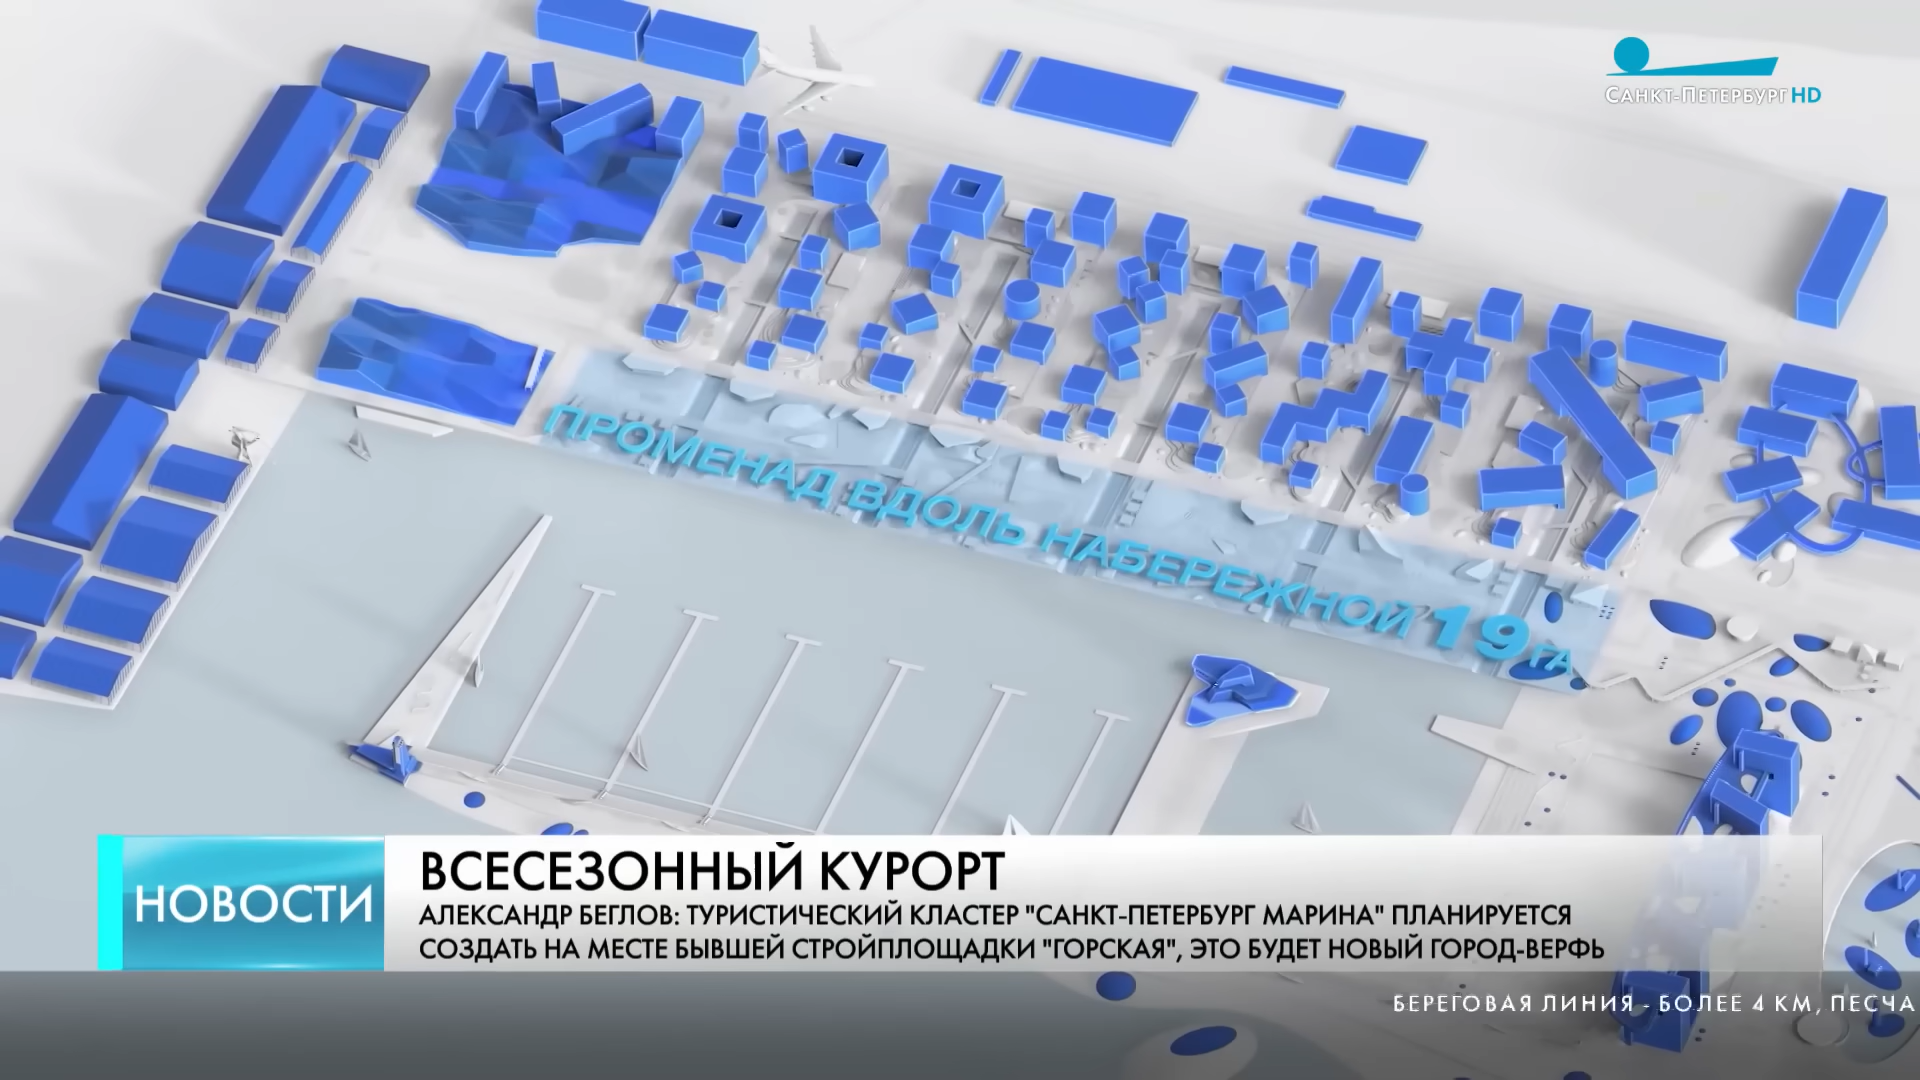 САНКТ-ПЕТЕРБУРГ HD
ПРОМЕНАД ВДОЛЬ НАБЕРЕЖНОЙ 19 ГА
НОВОСТИ
ВСЕСЕЗОННЫЙ КУРОРТ
АЛЕКСАНДР БЕГЛОВ: ТУРИСТИЧЕСКИЙ КЛАСТЕР "САНКТ-ПЕТЕРБУРГ МАРИНА" ПЛАНИРУЕТСЯ
СОЗДАТЬ НА МЕСТЕ БЫВШЕЙ СТРОЙПЛОЩАДКИ "ГОРСКАЯ", ЭТО БУДЕТ НОВЫЙ ГОРОД-ВЕРФЬ
БЕРЕГОВАЯ ЛИНИЯ - БОЛЕЕ 4 КМ, ПЕСЧА